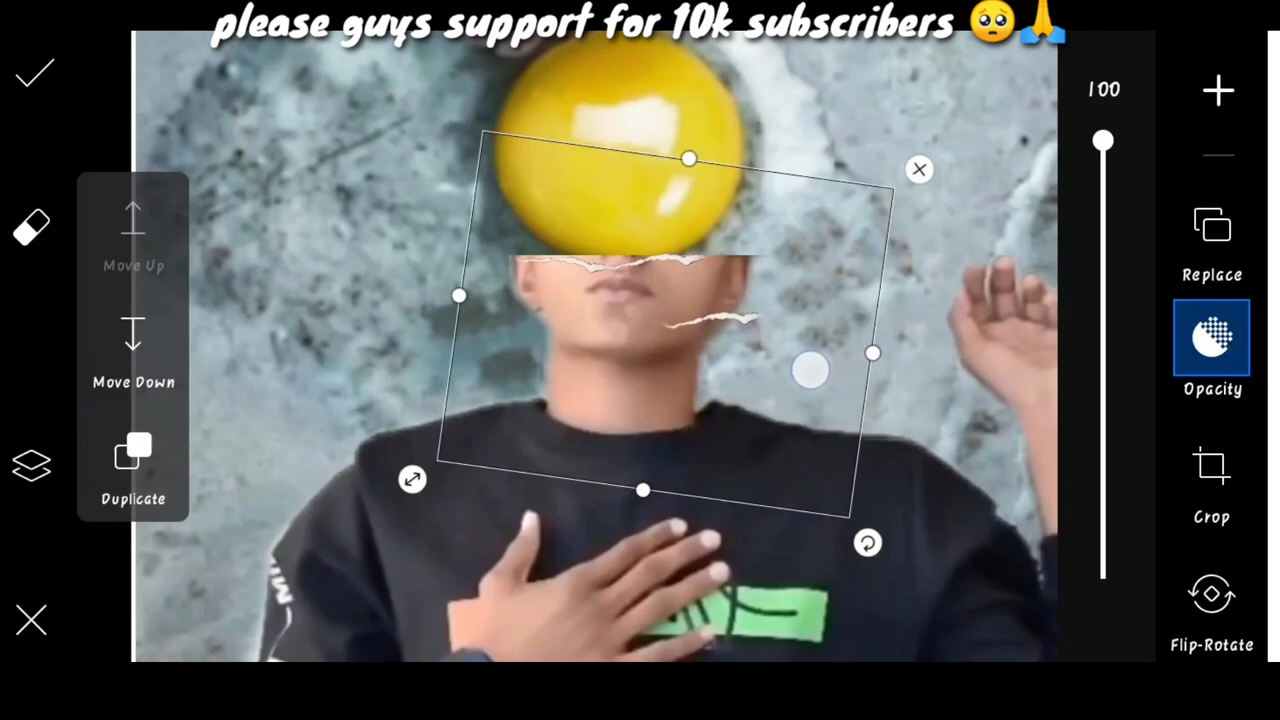 please guys support for 10k subscribers 🥺🙏
100
Move Up
Replace
Move Down
Opacity
Duplicate
Crop
Flip-Rotate